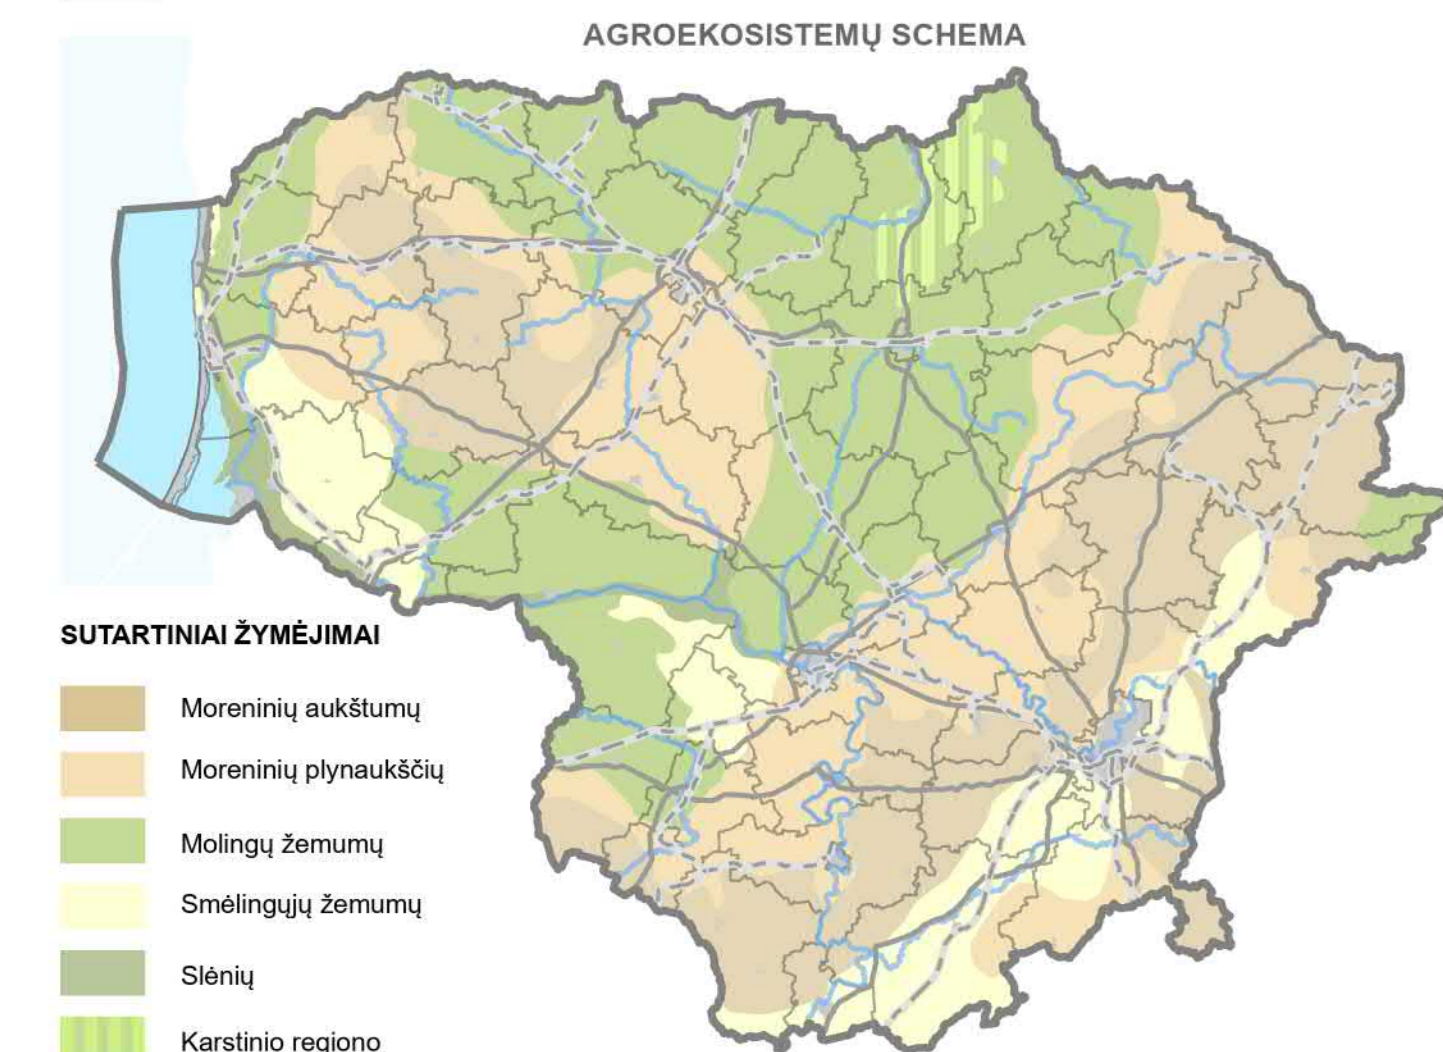 AGROEKOSISTEMŲ SCHEMA
SUTARTINIAI ŽYMĖJIMAI
Moreninių aukštumų
Moreninių plynaukščių
Molingų žemumų
Smėlingųjų žemumų
Slėnių
Karstinio regiono